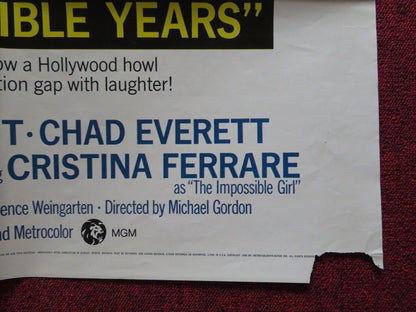 IBLE YEARS"
ow a Hollywood howl
tion gap with laughter!
T · CHAD EVERETT
g CRISTINA FERRARE
as "The Impossible Girl"
ence Weingarten · Directed by Michael Gordon
nd Metrocolor MGM